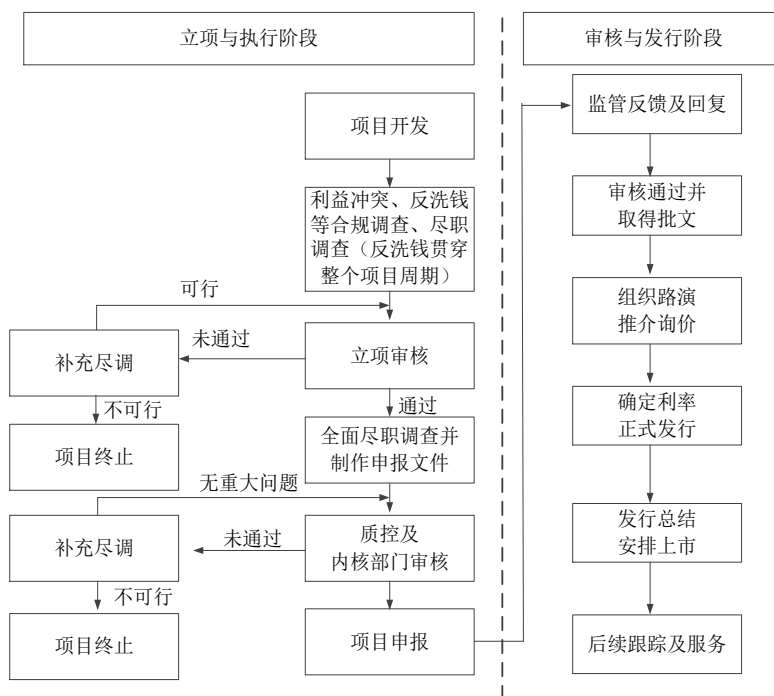 立项与执行阶段
项目开发
利益冲突、反洗钱
等合规调查、尽职
调查（反洗钱贯穿
整个项目周期）
可行
未通过
补充尽调
立项审核
不可行
通过
项目终止
全面尽职调查并
制作申报文件
无重大问题
补充尽调
未通过
质控及
内核部门审核
不可行
项目终止
项目申报
审核与发行阶段
监管反馈及回复
审核通过并
取得批文
组织路演
推介询价
确定利率
正式发行
发行总结
安排上市
后续跟踪及服务